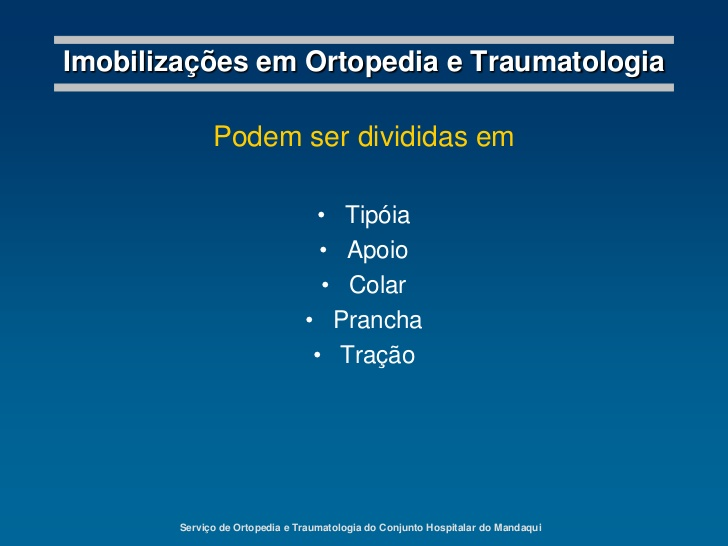 Imobilizações em Ortopedia e Traumatologia
Podem ser divididas em
• Tipóia
• Apoio
• Colar
• Prancha
• Tração
Serviço de Ortopedia e Traumatologia do Conjunto Hospitalar do Mandaqui